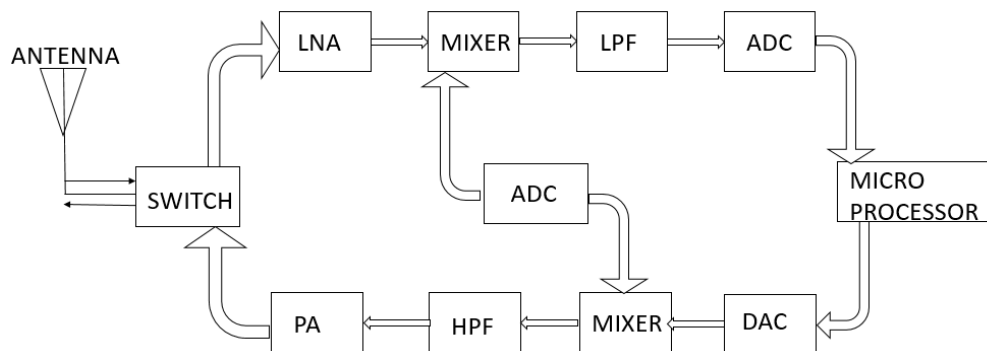 LNA
MIXER
LPF
ADC
ANTENNA
SWITCH
ADC
MICRO
PROCESSOR
PA
HPF
MIXER
DAC